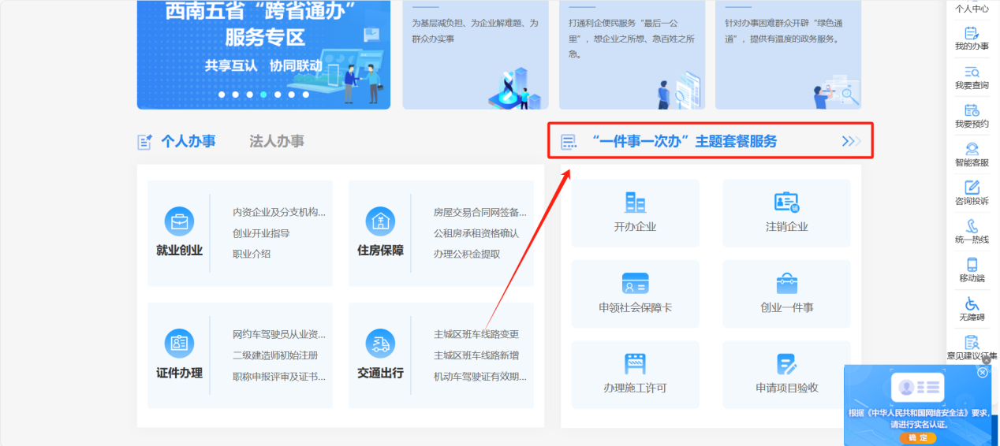 西南五省“跨省通办”
服务专区
共享互认 协同联动
为基层减负担、为企业解难题、为
群众办实事
打通利企便民服务“最后一公
里”，想企业之所想、急百姓之所
急。
针对办事困难群众开辟“绿色通
道”，提供有温度的政务服务。
个人办事
法人办事
“一件事一次办”主题套餐服务
就业创业
内资企业及分支机构...
创业开业指导
职业介绍
住房保障
房屋交易合同网签备...
公租房承租资格确认
办理公积金提取
证件办理
网约车驾驶员从业资...
二级建造师初始注册
职称申报评审及证书...
交通出行
主城区班车线路变更
主城区班车线路新增
机动车驾驶证有效期...
开办企业
注销企业
申领社会保障卡
创业一件事
办理施工许可
申请项目验收
个人中心
我的办事
我要查询
我要预约
智能客服
咨询投诉
统一热线
移动端
无障碍
意见建议征集
根据《中华人民共和国网络安全法》要求，
请进行实名认证。
确 定